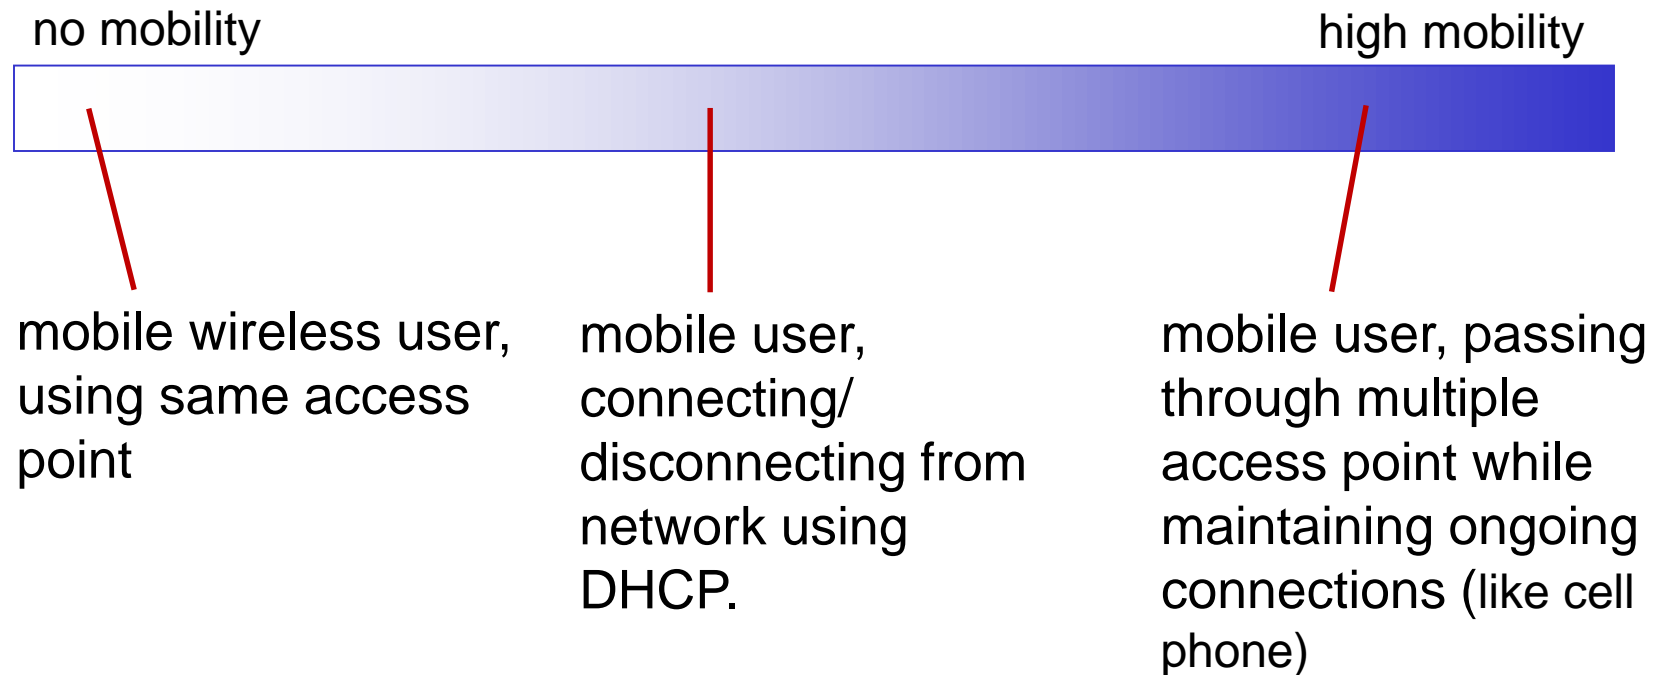 no mobility
high mobility
mobile wireless user,
using same access
point
mobile user,
connecting/
disconnecting from
network using
DHCP.
mobile user, passing
through multiple
access point while
maintaining ongoing
connections (like cell
phone)